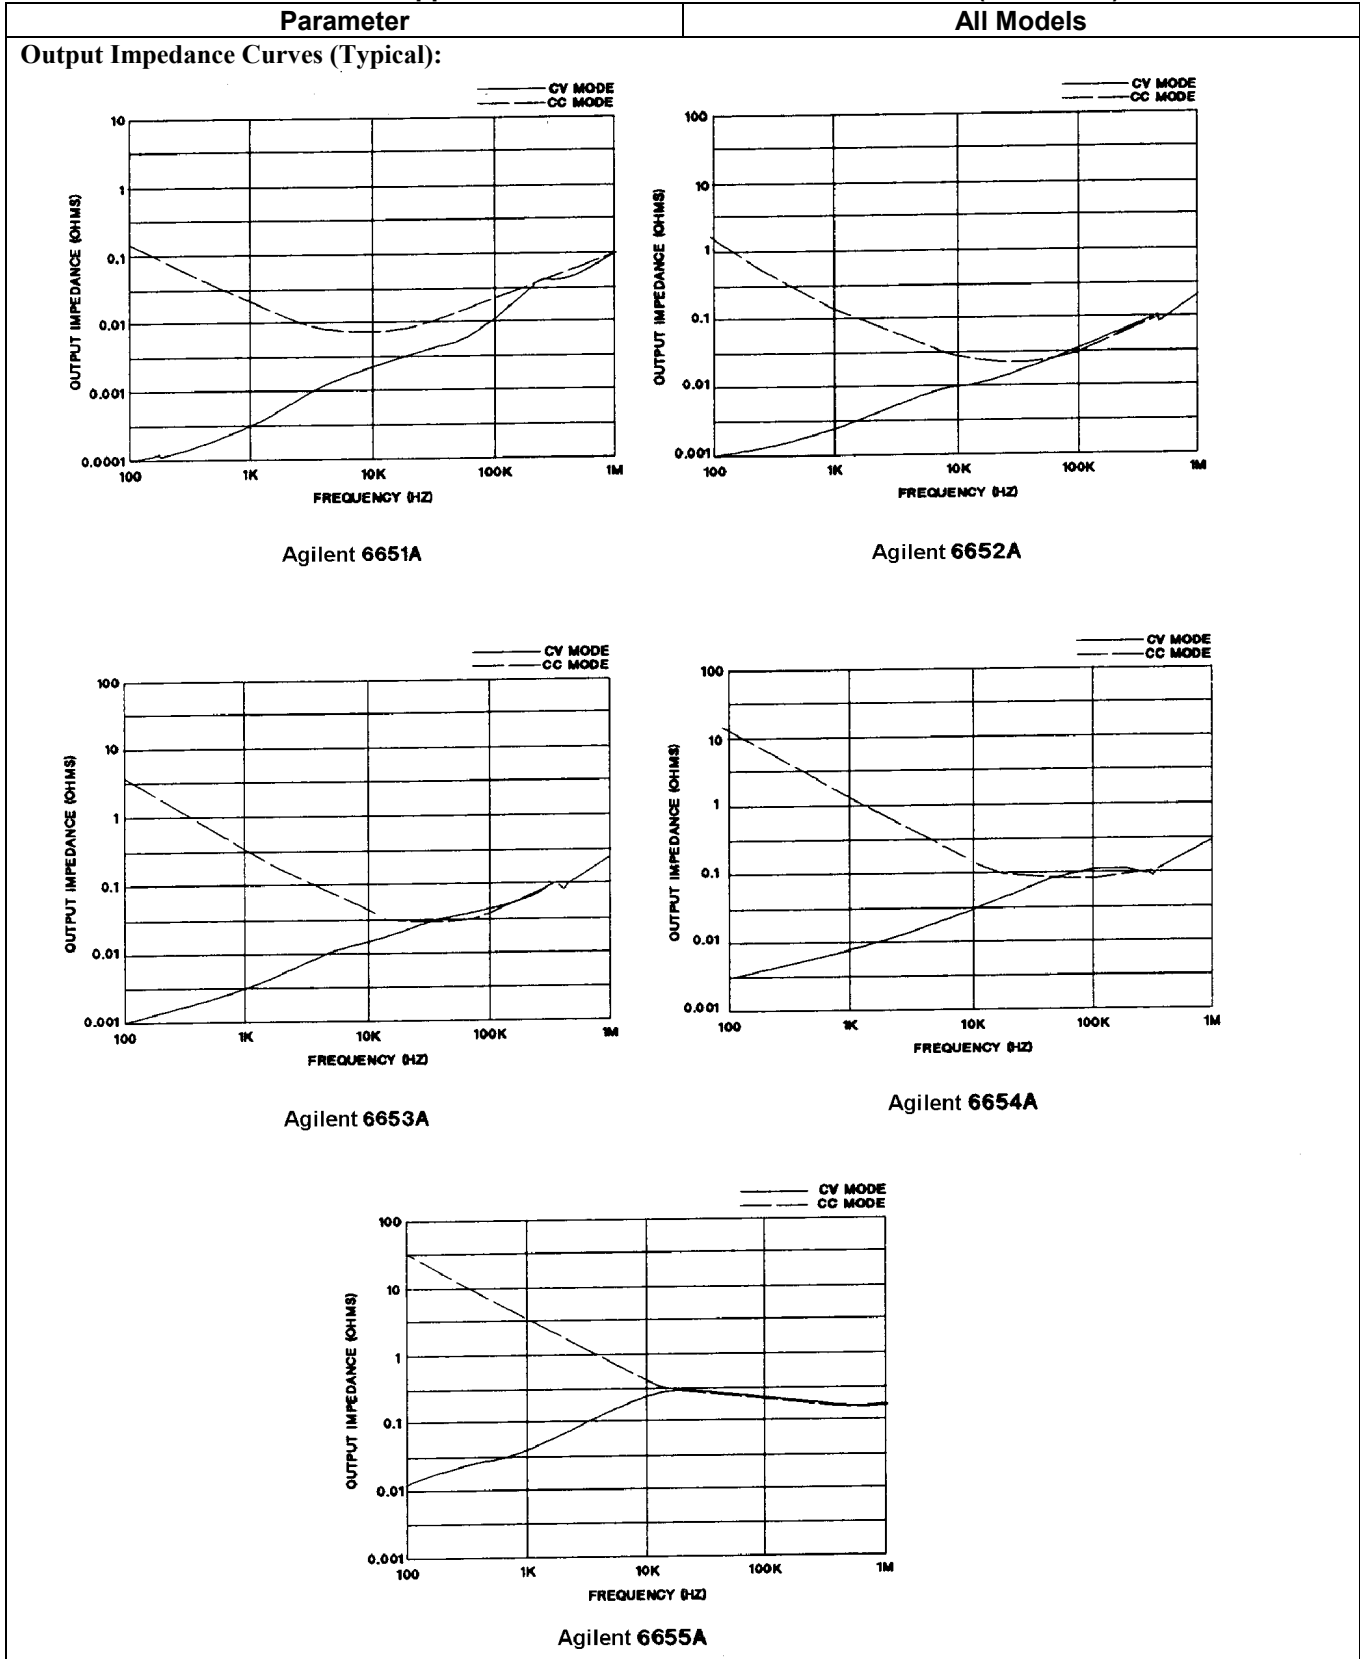 Parameter All Models
Output Impedance Curves (Typical):
CV MODE
CC MODE
OUTPUT IMPEDANCE (OHMS)
10
1
0.1
0.01
0.001
0.0001
100 1K 10K 100K 1M
FREQUENCY (HZ)
Agilent 6651A
CV MODE
CC MODE
OUTPUT IMPEDANCE (OHMS)
100
10
1
0.1
0.01
0.001
100 1K 10K 100K 1M
FREQUENCY (HZ)
Agilent 6652A
CV MODE
CC MODE
OUTPUT IMPEDANCE (OHMS)
100
10
1
0.1
0.01
0.001
100 1K 10K 100K 1M
FREQUENCY (HZ)
Agilent 6653A
CV MODE
CC MODE
OUTPUT IMPEDANCE (OHMS)
100
10
1
0.1
0.01
0.001
100 1K 10K 100K 1M
FREQUENCY (HZ)
Agilent 6654A
CV MODE
CC MODE
OUTPUT IMPEDANCE (OHMS)
100
10
1
0.1
0.01
0.001
100 1K 10K 100K 1M
FREQUENCY (HZ)
Agilent 6655A